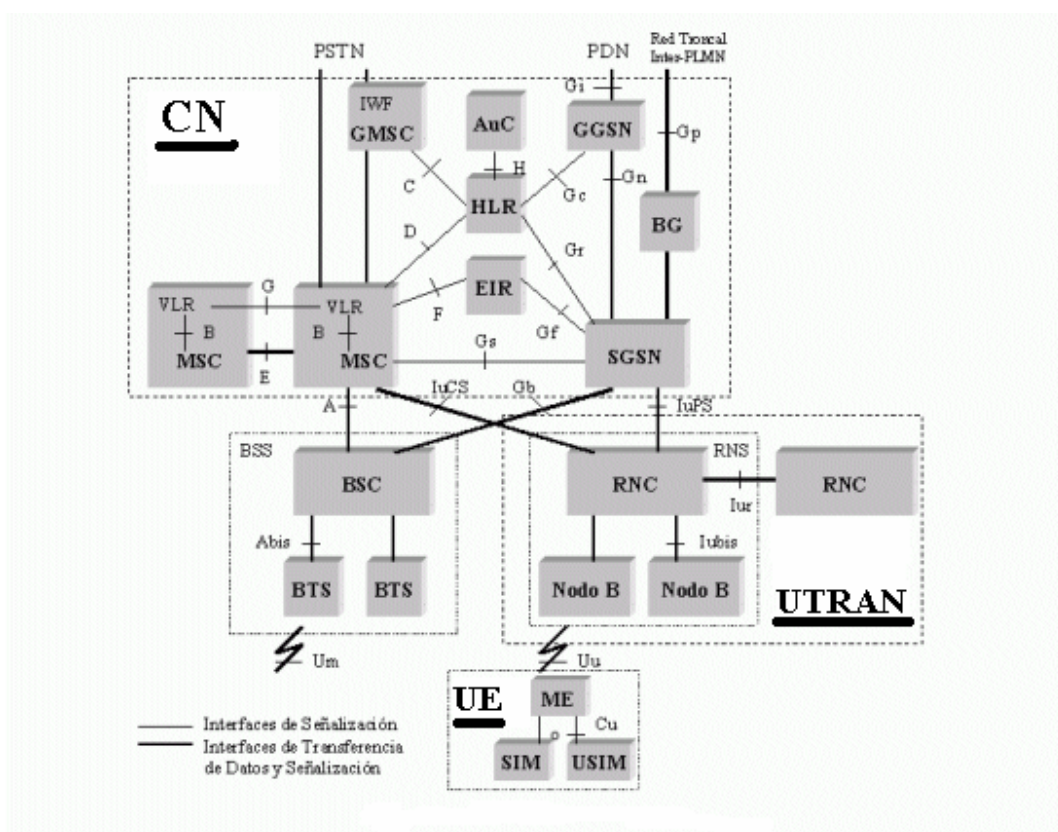 PSTN
PDN
Red Troncal
Inter-PLMN
CN
IWF
GMSC
AuC
Gi
GGSN
Gp
C
H
Gc
Gn
HLR
BG
D
Gr
EIR
G
F
Gf
VLR
B
MSC
E
VLR
B
MSC
Gs
SGSN
A
IuCS
Gb
IuPS
BSS
BSC
RNS
RNC
Iur
RNC
Abis
Iubis
BTS
BTS
Nodo B
Nodo B
UTRAN
Um
Uu
UE
ME
o
Cu
SIM
USIM
Interfaces de Señalización
Interfaces de Transferencia
de Datos y Señalización